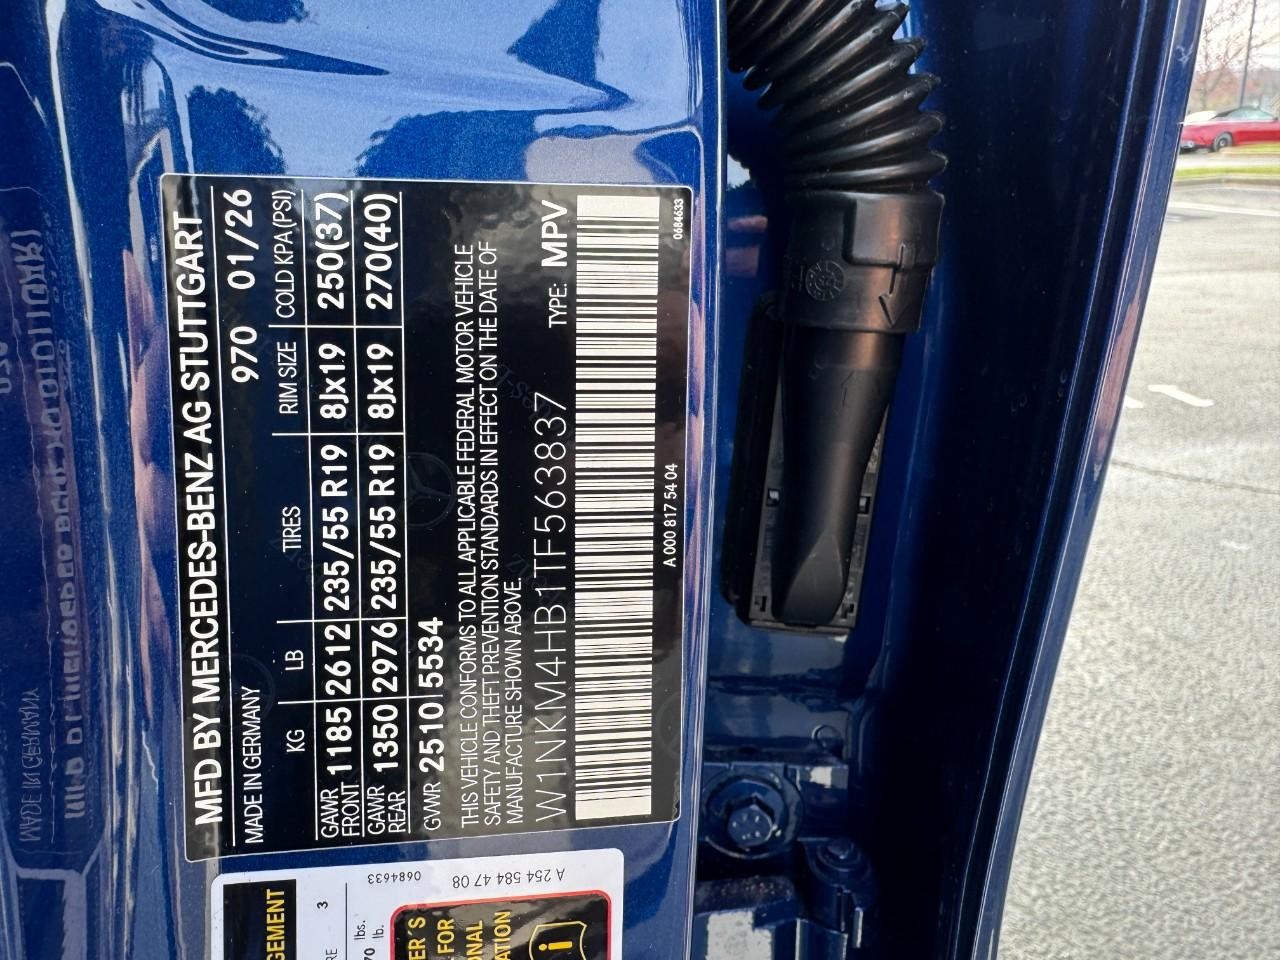 MFD BY MERCEDES-BENZ AG STUTTGART
MADE IN GERMANY 970 01/26
KG LB TIRES RIM SIZE COLD KPA(PSI)
GAWR FRONT 1185 2612 235/55 R19 8Jx19 250(37)
GAWR REAR 1350 2976 235/55 R19 8Jx19 270(40)
GVWR 2510 5534
THIS VEHICLE CONFORMS TO ALL APPLICABLE FEDERAL MOTOR VEHICLE
SAFETY AND THEFT PREVENTION STANDARDS IN EFFECT ON THE DATE OF
MANUFACTURE SHOWN ABOVE.
W1NKM4HB1TF563837 TYPE: MPV
A 000 817 54 04
0684633
A 254 584 47 08
0684633
3
lbs.
lb.
FOR